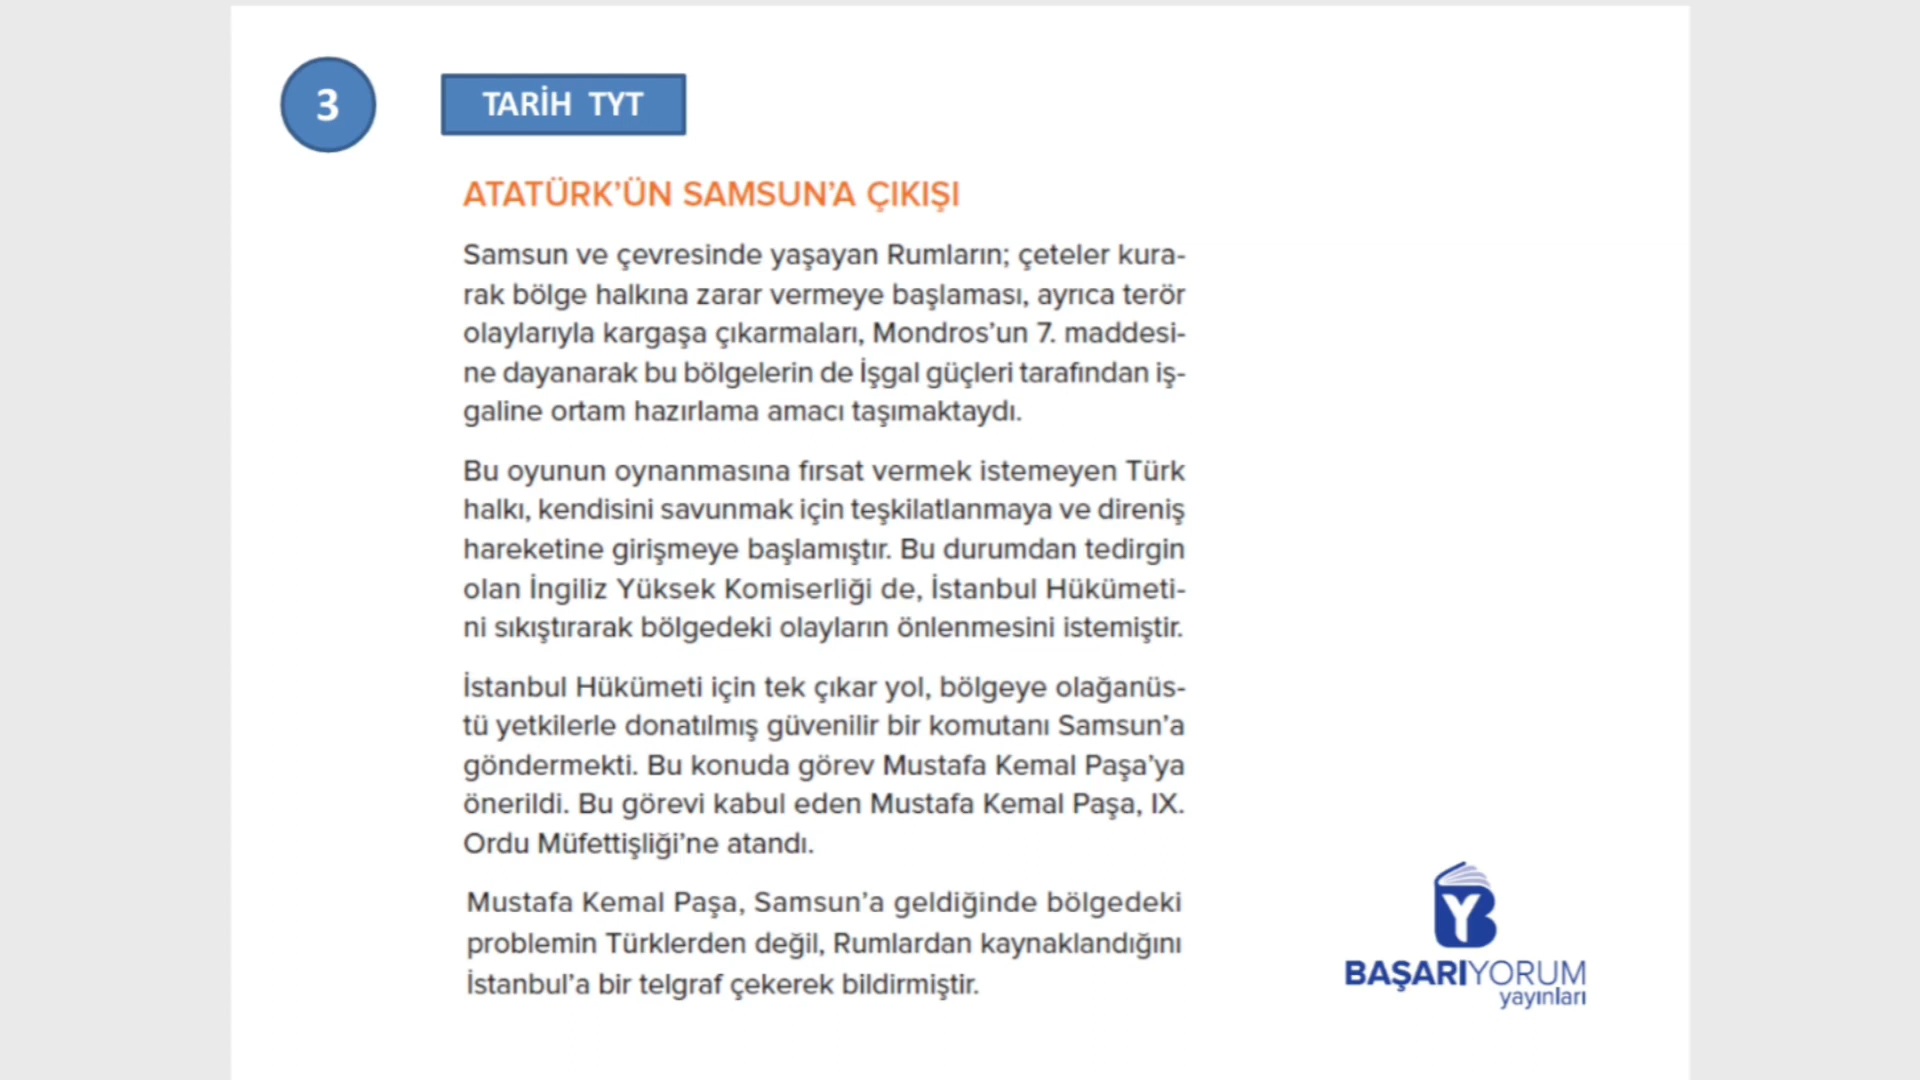 3
TARİH TYT
ATATÜRK'ÜN SAMSUN'A ÇIKIŞI
Samsun ve çevresinde yaşayan Rumların; çeteler kura-
rak bölge halkına zarar vermeye başlaması, ayrıca terör
olaylarıyla kargaşa çıkarmaları, Mondros'un 7. maddesi-
ne dayanarak bu bölgelerin de İşgal güçleri tarafından iş-
galine ortam hazırlama amacı taşımaktaydı.
Bu oyunun oynanmasına fırsat vermek istemeyen Türk
halkı, kendisini savunmak için teşkilatlanmaya ve direniş
hareketine girişmeye başlamıştır. Bu durumdan tedirgin
olan İngiliz Yüksek Komiserliği de, İstanbul Hükümeti-
ni sıkıştırarak bölgedeki olayların önlenmesini istemiştir.
İstanbul Hükümeti için tek çıkar yol, bölgeye olağanüs-
tü yetkilerle donatılmış güvenilir bir komutanı Samsun'a
göndermekti. Bu konuda görev Mustafa Kemal Paşa'ya
önerildi. Bu görevi kabul eden Mustafa Kemal Paşa, IX.
Ordu Müfettişliği'ne atandı.
Mustafa Kemal Paşa, Samsun'a geldiğinde bölgedeki
problemin Türklerden değil, Rumlardan kaynaklandığını
İstanbul'a bir telgraf çekerek bildirmiştir.
BY
BAŞARIYORUM
yayınları